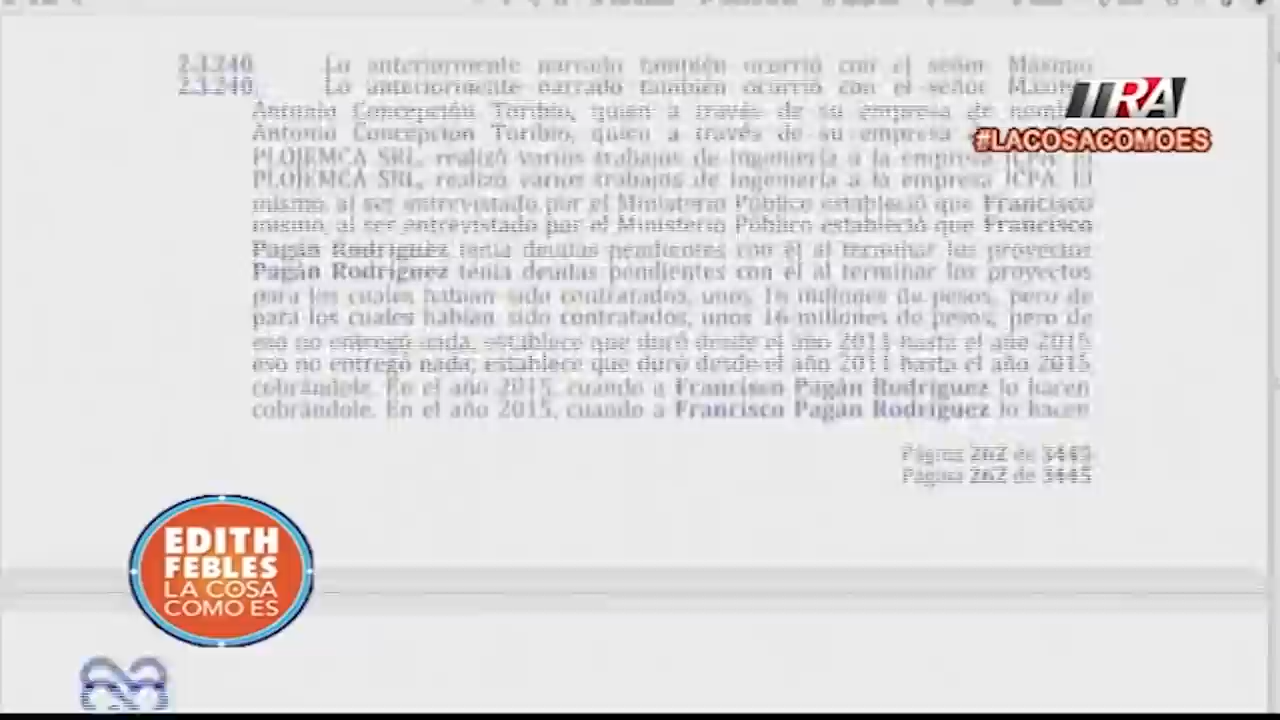 TRA
#LACOSACOMOES
2.3.240. Lo anteriormente narrado también ocurrió con el señor Máximo
Antonio Concepción Toribio, quien a través de su empresa de
PLOJEMCA SRL, realizó varios trabajos de ingeniería a la empresa JCPA. El
mismo, al ser entrevistado por el Ministerio Público estableció que Francisco
Pagán Rodríguez tenía deudas pendientes con él al terminar los proyectos
para los cuales habían sido contratados, unos 16 millones de pesos, pero de
eso no entregó nada, establece que duró desde el año 2011 hasta el año 2015
cobrándole. En el año 2015, cuando a Francisco Pagán Rodríguez lo hacen
Página 262 de 3445
EDITH
FEBLES
LA COSA
COMO ES